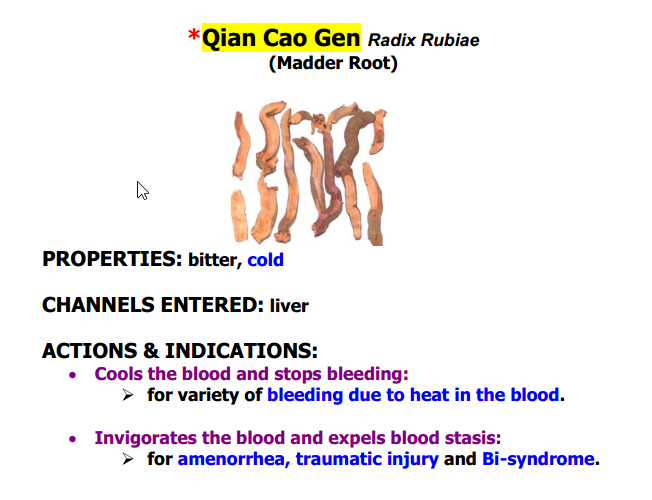 *Qian Cao Gen Radix Rubiae
(Madder Root)
PROPERTIES: bitter, cold
CHANNELS ENTERED: liver
ACTIONS & INDICATIONS:
• Cools the blood and stops bleeding:
➢ for variety of bleeding due to heat in the blood.
• Invigorates the blood and expels blood stasis:
➢ for amenorrhea, traumatic injury and Bi-syndrome.